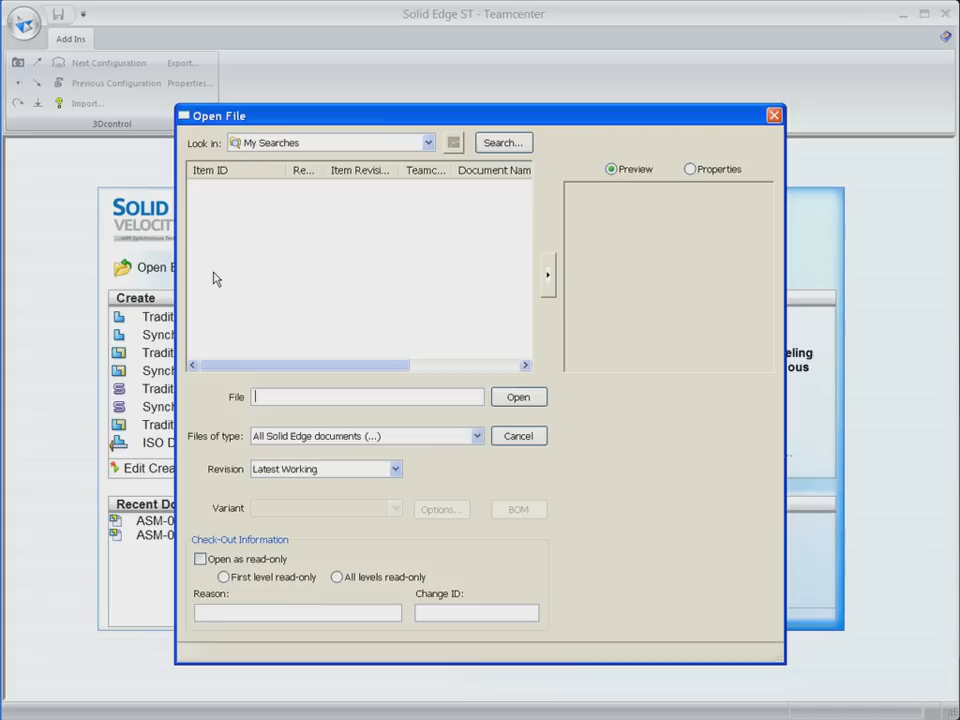 Solid Edge ST - Teamcenter
Add Ins
Next Configuration
Export...
Previous Configuration
Properties...
Import...
3Dcontrol
Open File
Look in:
My Searches
Search...
Item ID
Re...
Item Revisi...
Teamc...
Document Nam
Preview
Properties
SOLID
VELOCIT
Open E
Create
Tradit
Synch
Tradit
Synch
Tradit
Synch
Tradit
ISO D
Edit Crea
Recent Do
ASM-0
ASM-0
eling
ous
File
Open
Files of type:
All Solid Edge documents (...)
Cancel
Revision
Latest Working
Variant
Options...
BOM
Check-Out Information
Open as read-only
First level read-only
All levels read-only
Reason:
Change ID: